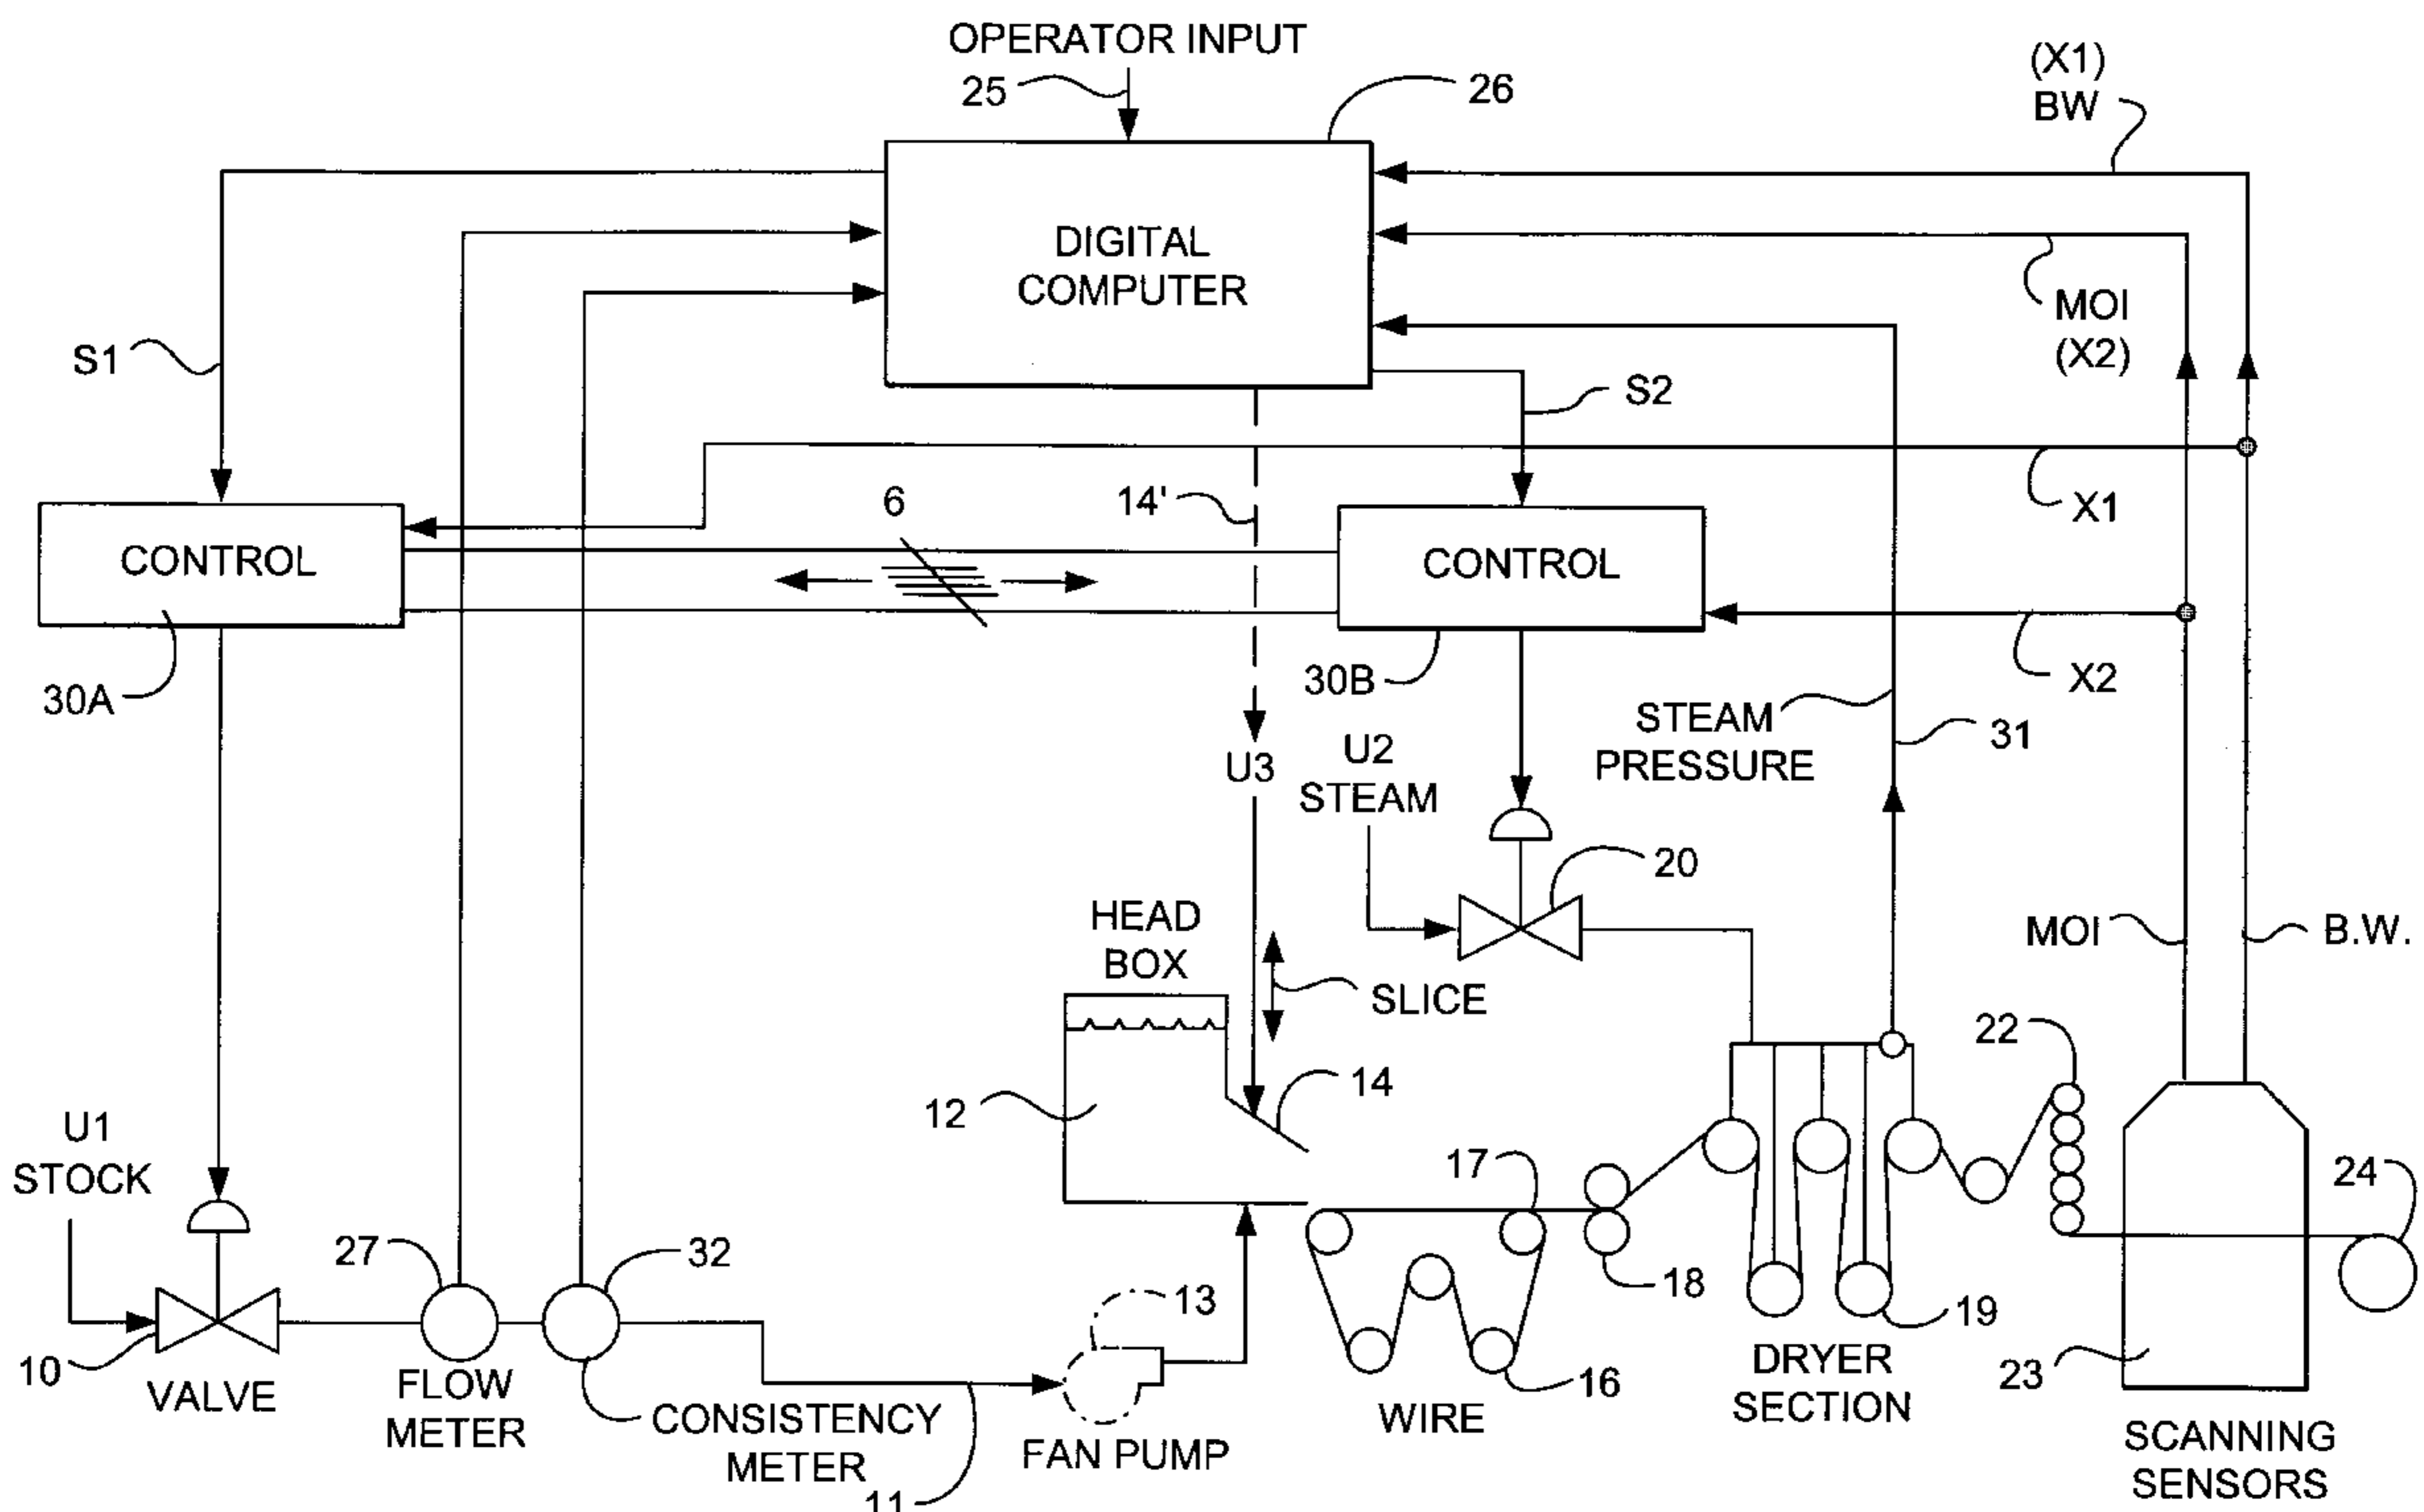 OPERATOR INPUT
25
26
(X1)
BW
DIGITAL
COMPUTER
MOI
(X2)
S1
S2
6
14'
X1
CONTROL
CONTROL
30A
30B
X2
STEAM
PRESSURE
31
U3
U2
STEAM
20
HEAD
BOX
MOI
B.W.
SLICE
22
12
14
U1
STOCK
17
24
27
32
13
18
19
10
VALVE
FLOW
METER
CONSISTENCY
METER
11
FAN PUMP
16
WIRE
DRYER
SECTION
23
SCANNING
SENSORS